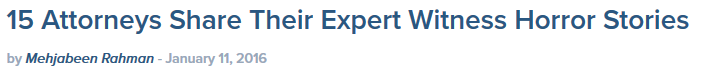 15 Attorneys Share Their Expert Witness Horror Stories
by Mehjabeen Rahman - January 11, 2016